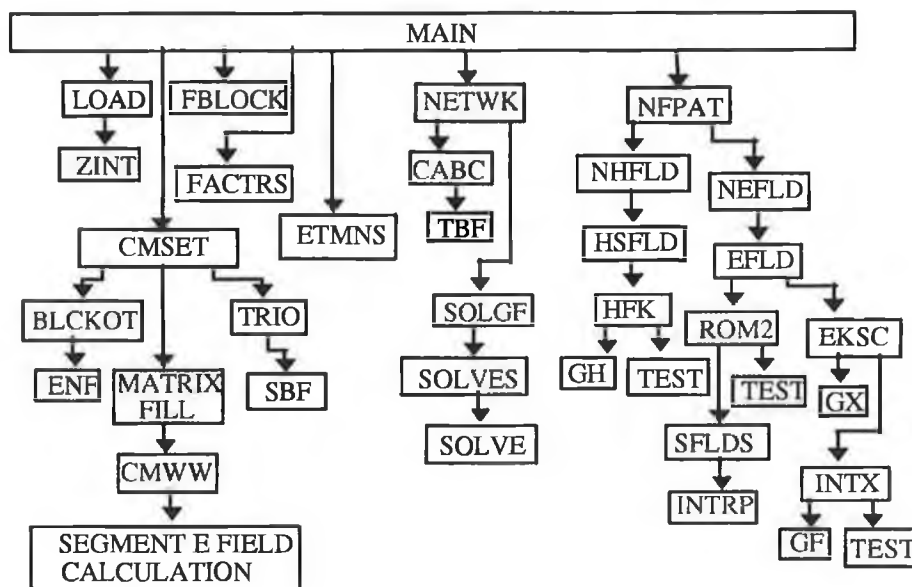 MAIN
LOAD
FBLOCK
NETWK
NFPAT
ZINT
FACTRS
CABC
NHFLD
NEFLD
ETMNS
TBF
CMSET
HSFLD
EFLD
BLCKOT
TRIO
SOLGF
HFK
ROM2
EKSC
ENF
MATRIX
FILL
SBF
SOLVES
GH
TEST
TEST
GX
CMWW
SOLVE
SFLDS
INTX
INTRP
SEGMENT E FIELD
CALCULATION
GF
TEST